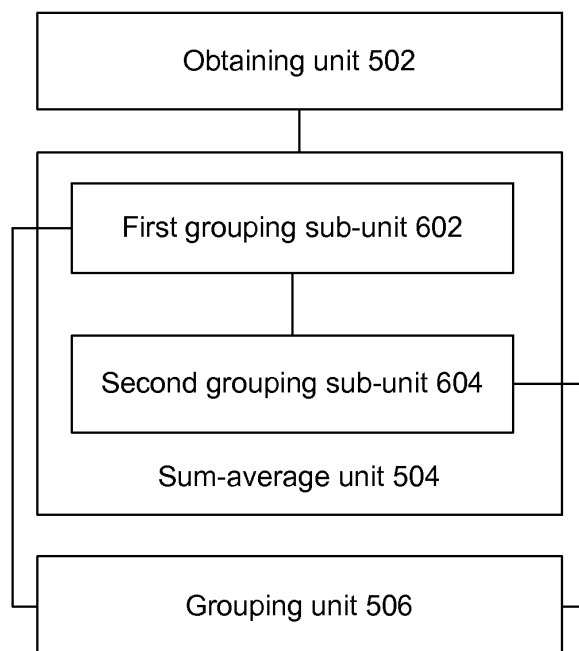 Obtaining unit 502
First grouping sub-unit 602
Second grouping sub-unit 604
Sum-average unit 504
Grouping unit 506